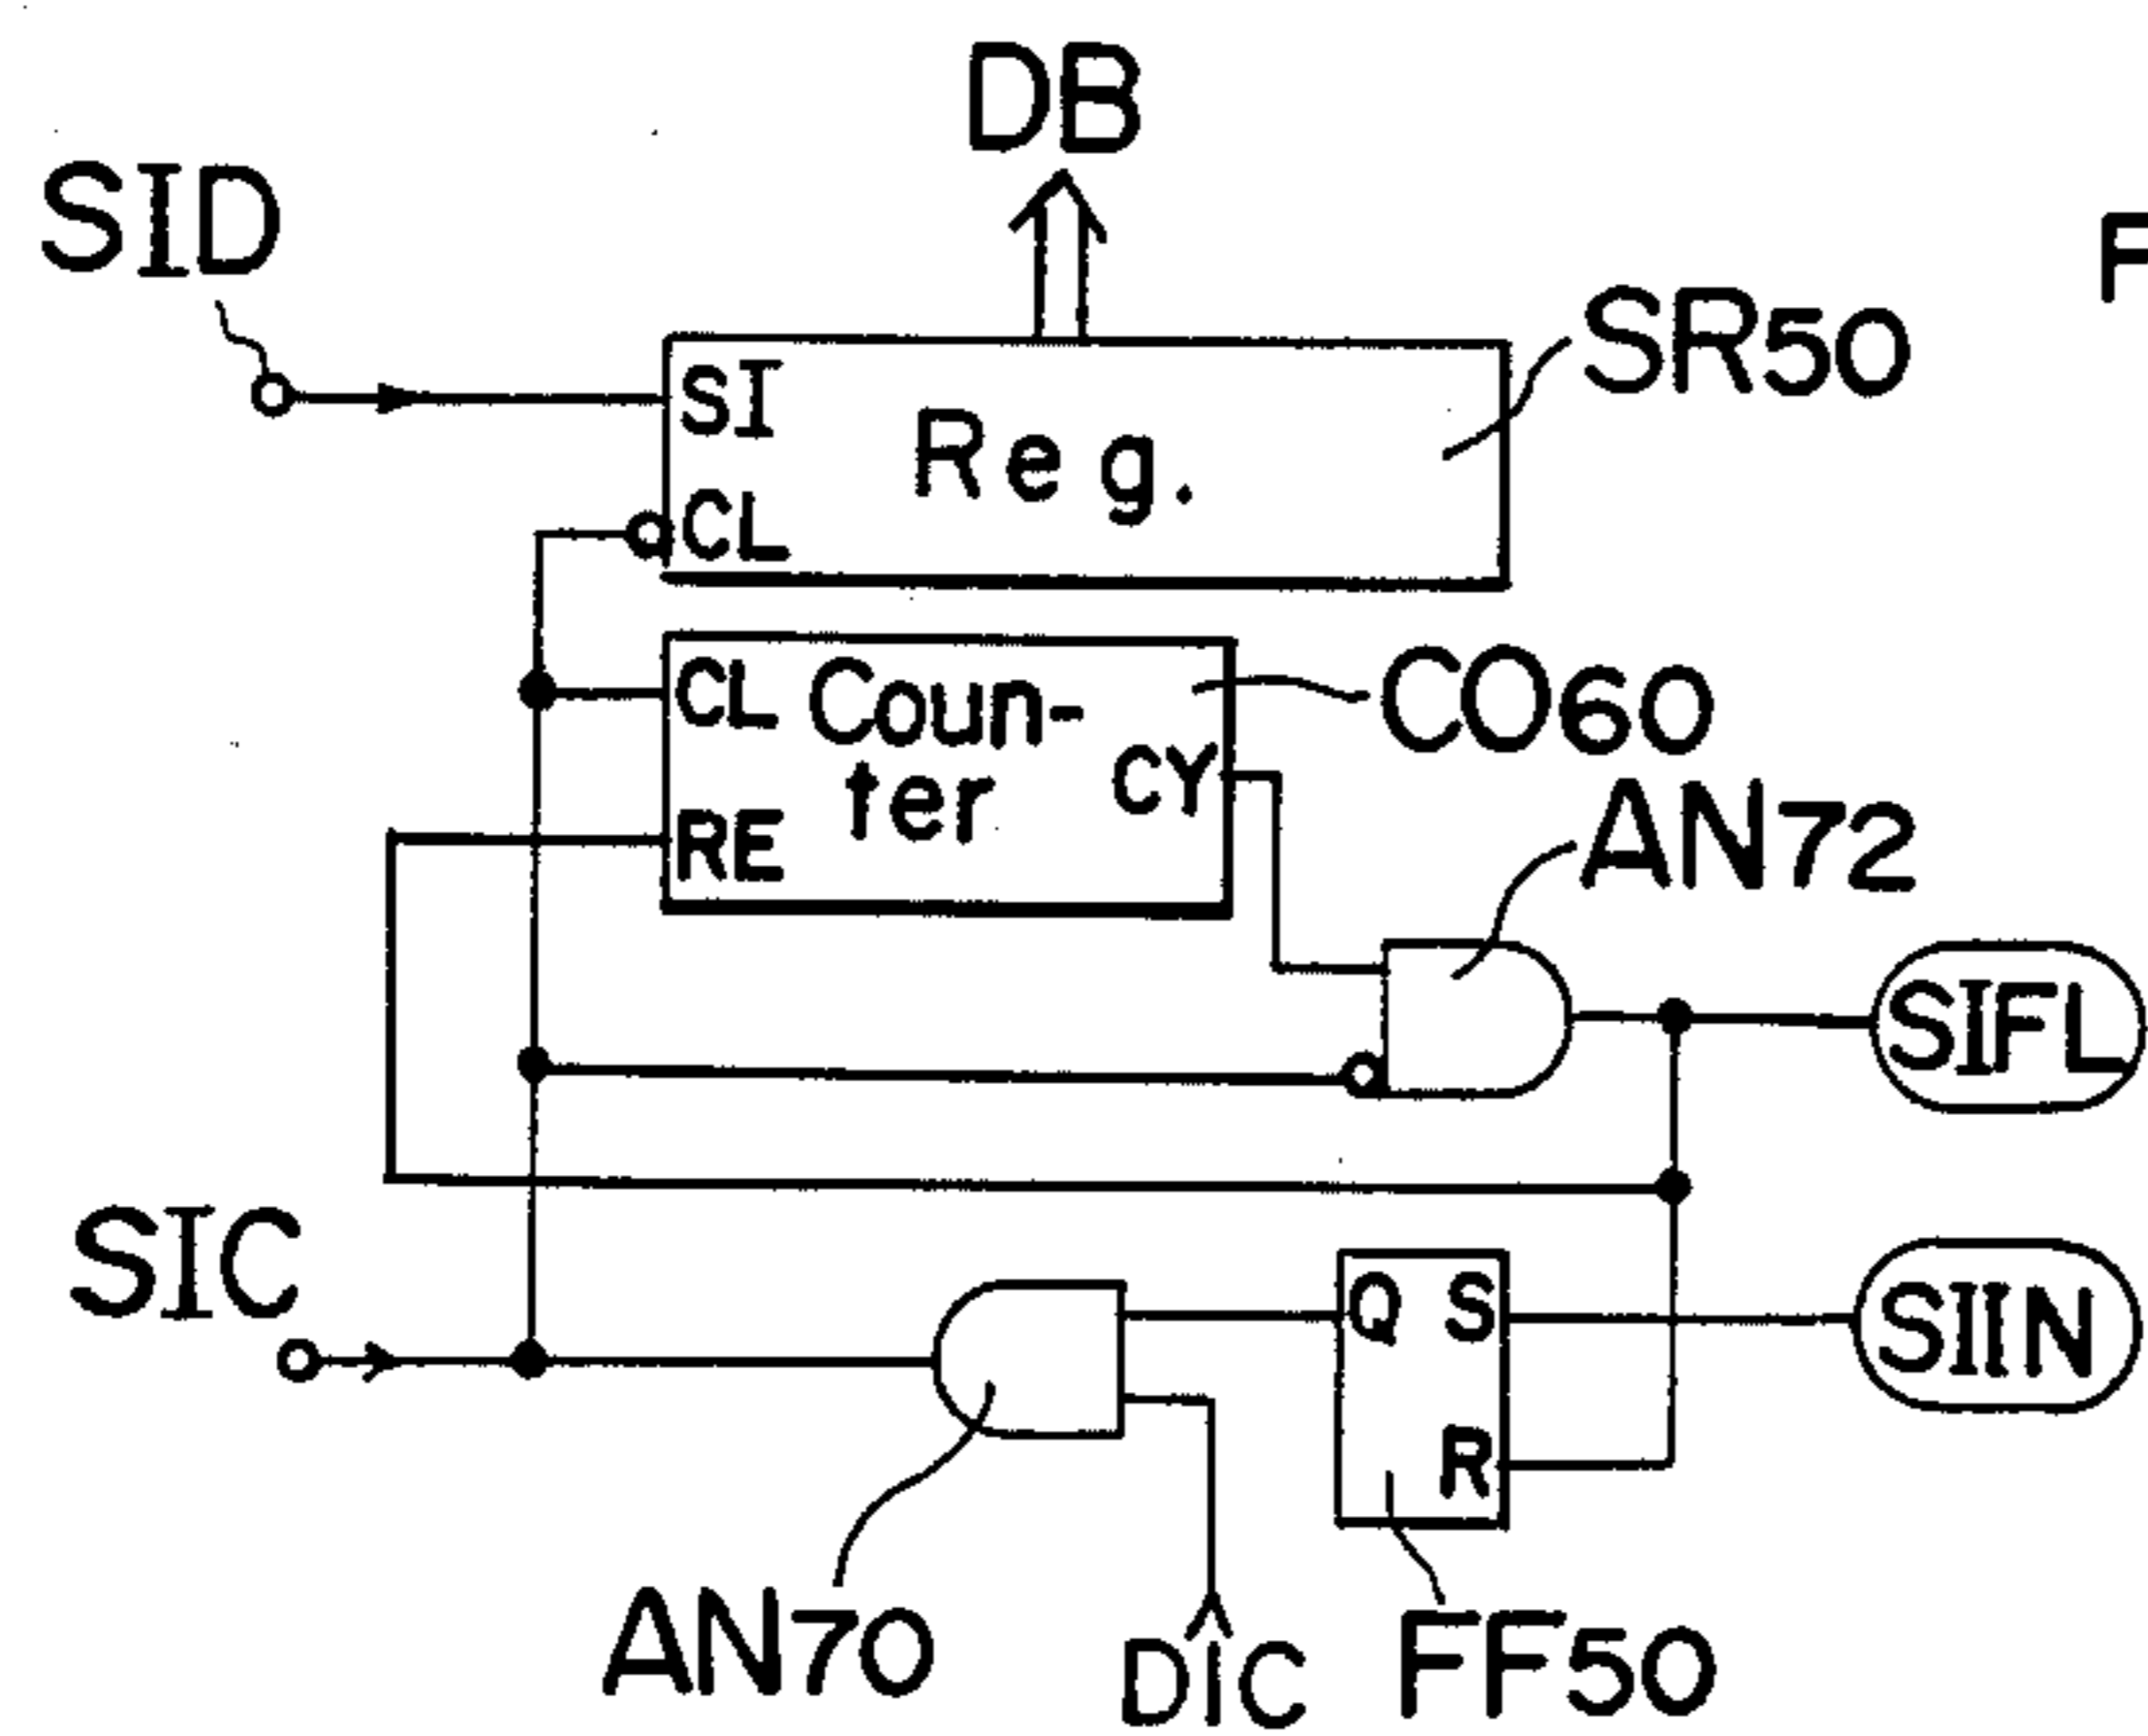 DB
SID
F
SR50
SI
Reg.
CL
CL Coun-
ter
CY
RE
CO60
AN72
SIFL
SIC
Q S
SIIN
R
AN70
DIC
FF50